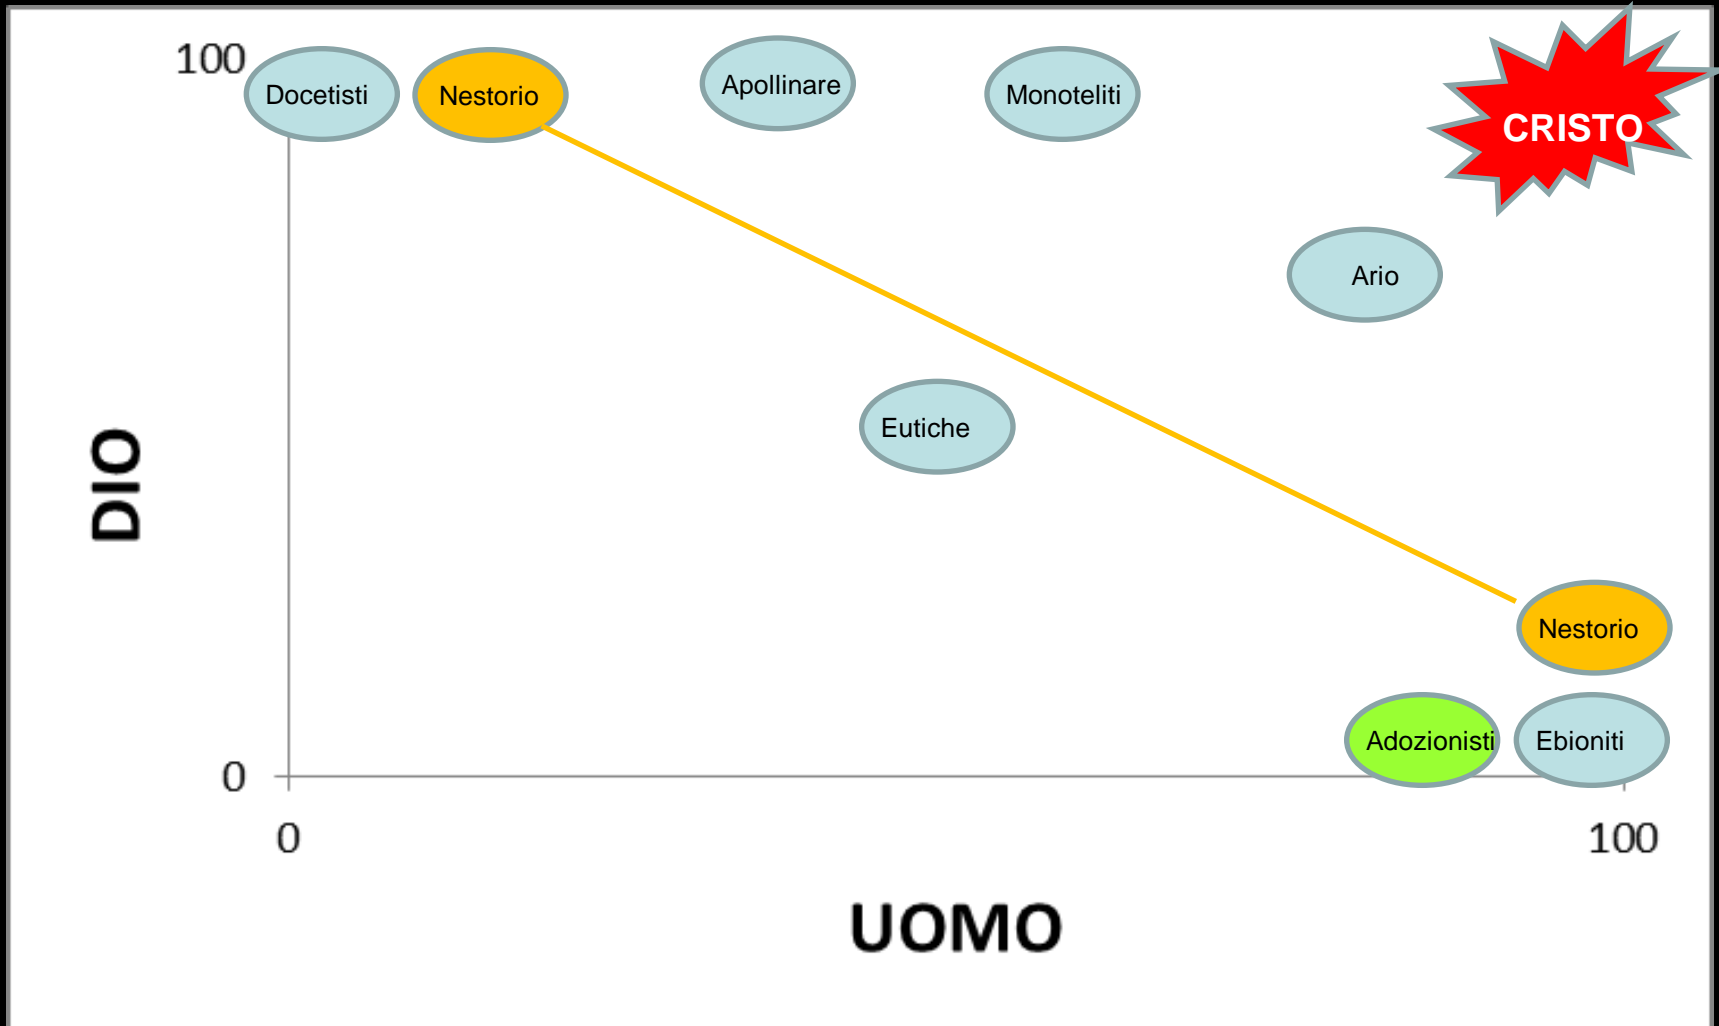 100
Docetisti
Nestorio
Apollinare
Monoteliti
CRISTO
Ario
Eutiche
DIO
Nestorio
Adozionisti
Ebioniti
0
0
100
UOMO